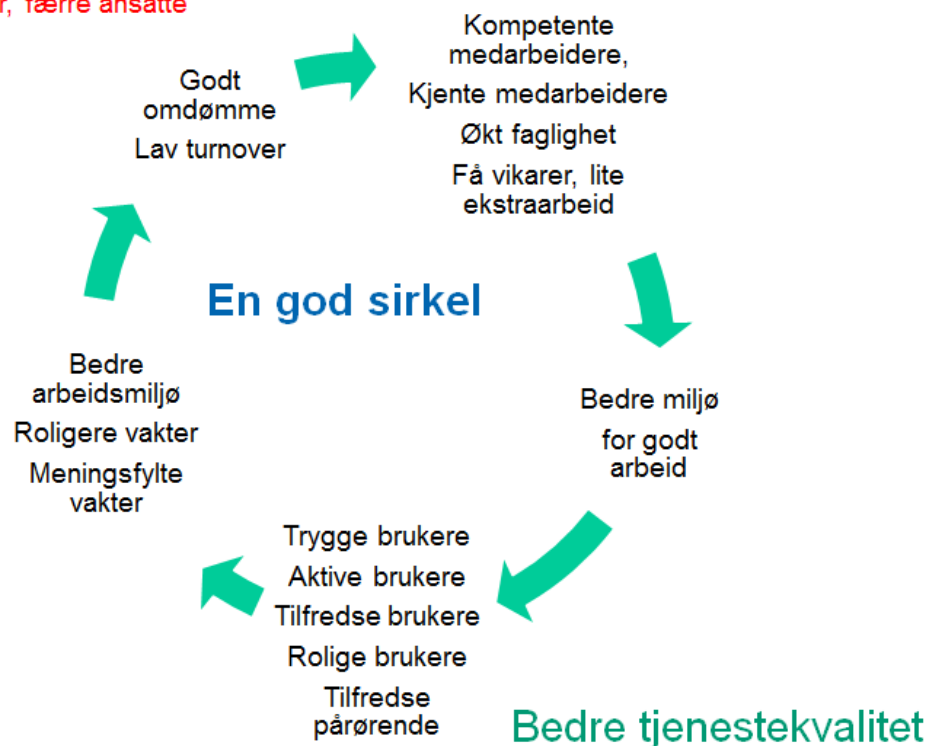 r, færre ansatte
Kompetente
medarbeidere,
Kjente medarbeidere
Økt faglighet
Få vikarer, lite
ekstraarbeid
Godt
omdømme
Lav turnover
En god sirkel
Bedre
arbeidsmiljø
Roligere vakter
Meningsfylte
vakter
Bedre miljø
for godt
arbeid
Trygge brukere
Aktive brukere
Tilfredse brukere
Rolige brukere
Tilfredse
pårørende
Bedre tjenestekvalitet